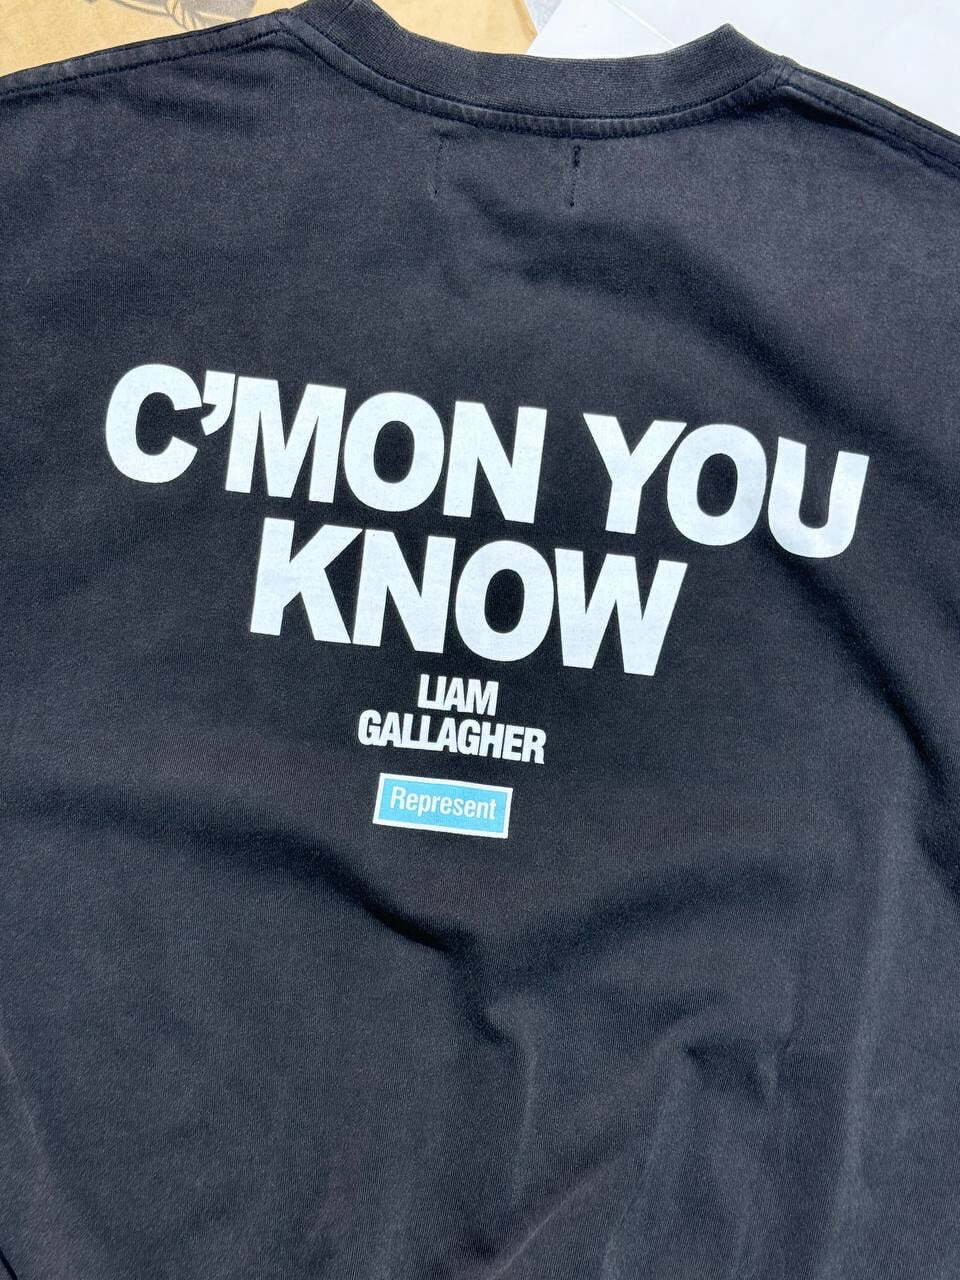 C'MON YOU
KNOW
LIAM
GALLAGHER
Represent